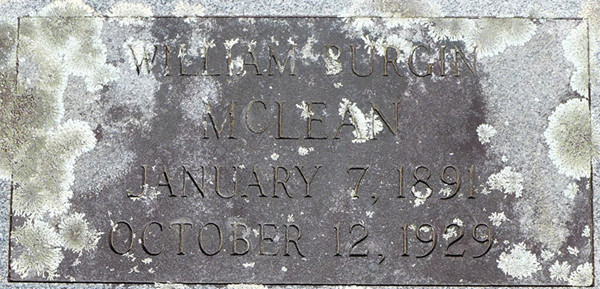 WILLIAM BURGIN
MCLEAN
JANUARY 7, 1891
OCTOBER 12, 1929